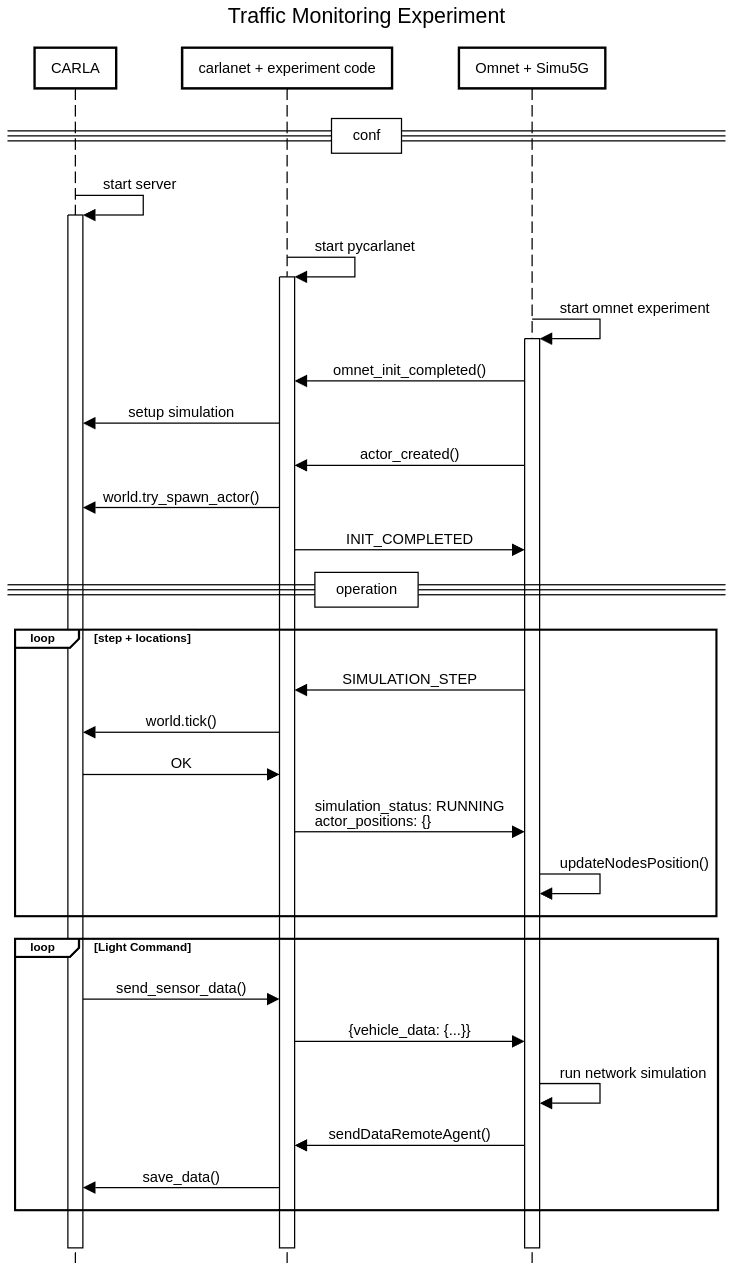 Traffic Monitoring Experiment
CARLA
carlanet + experiment code
Omnet + Simu5G
conf
start server
start pycarlanet
start omnet experiment
omnet_init_completed()
setup simulation
actor_created()
world.try_spawn_actor()
INIT_COMPLETED
operation
loop
[step + locations]
SIMULATION_STEP
world.tick()
OK
simulation_status: RUNNING
actor_positions: {}
updateNodesPosition()
loop
[Light Command]
send_sensor_data()
{vehicle_data: {...}}
run network simulation
sendDataRemoteAgent()
save_data()